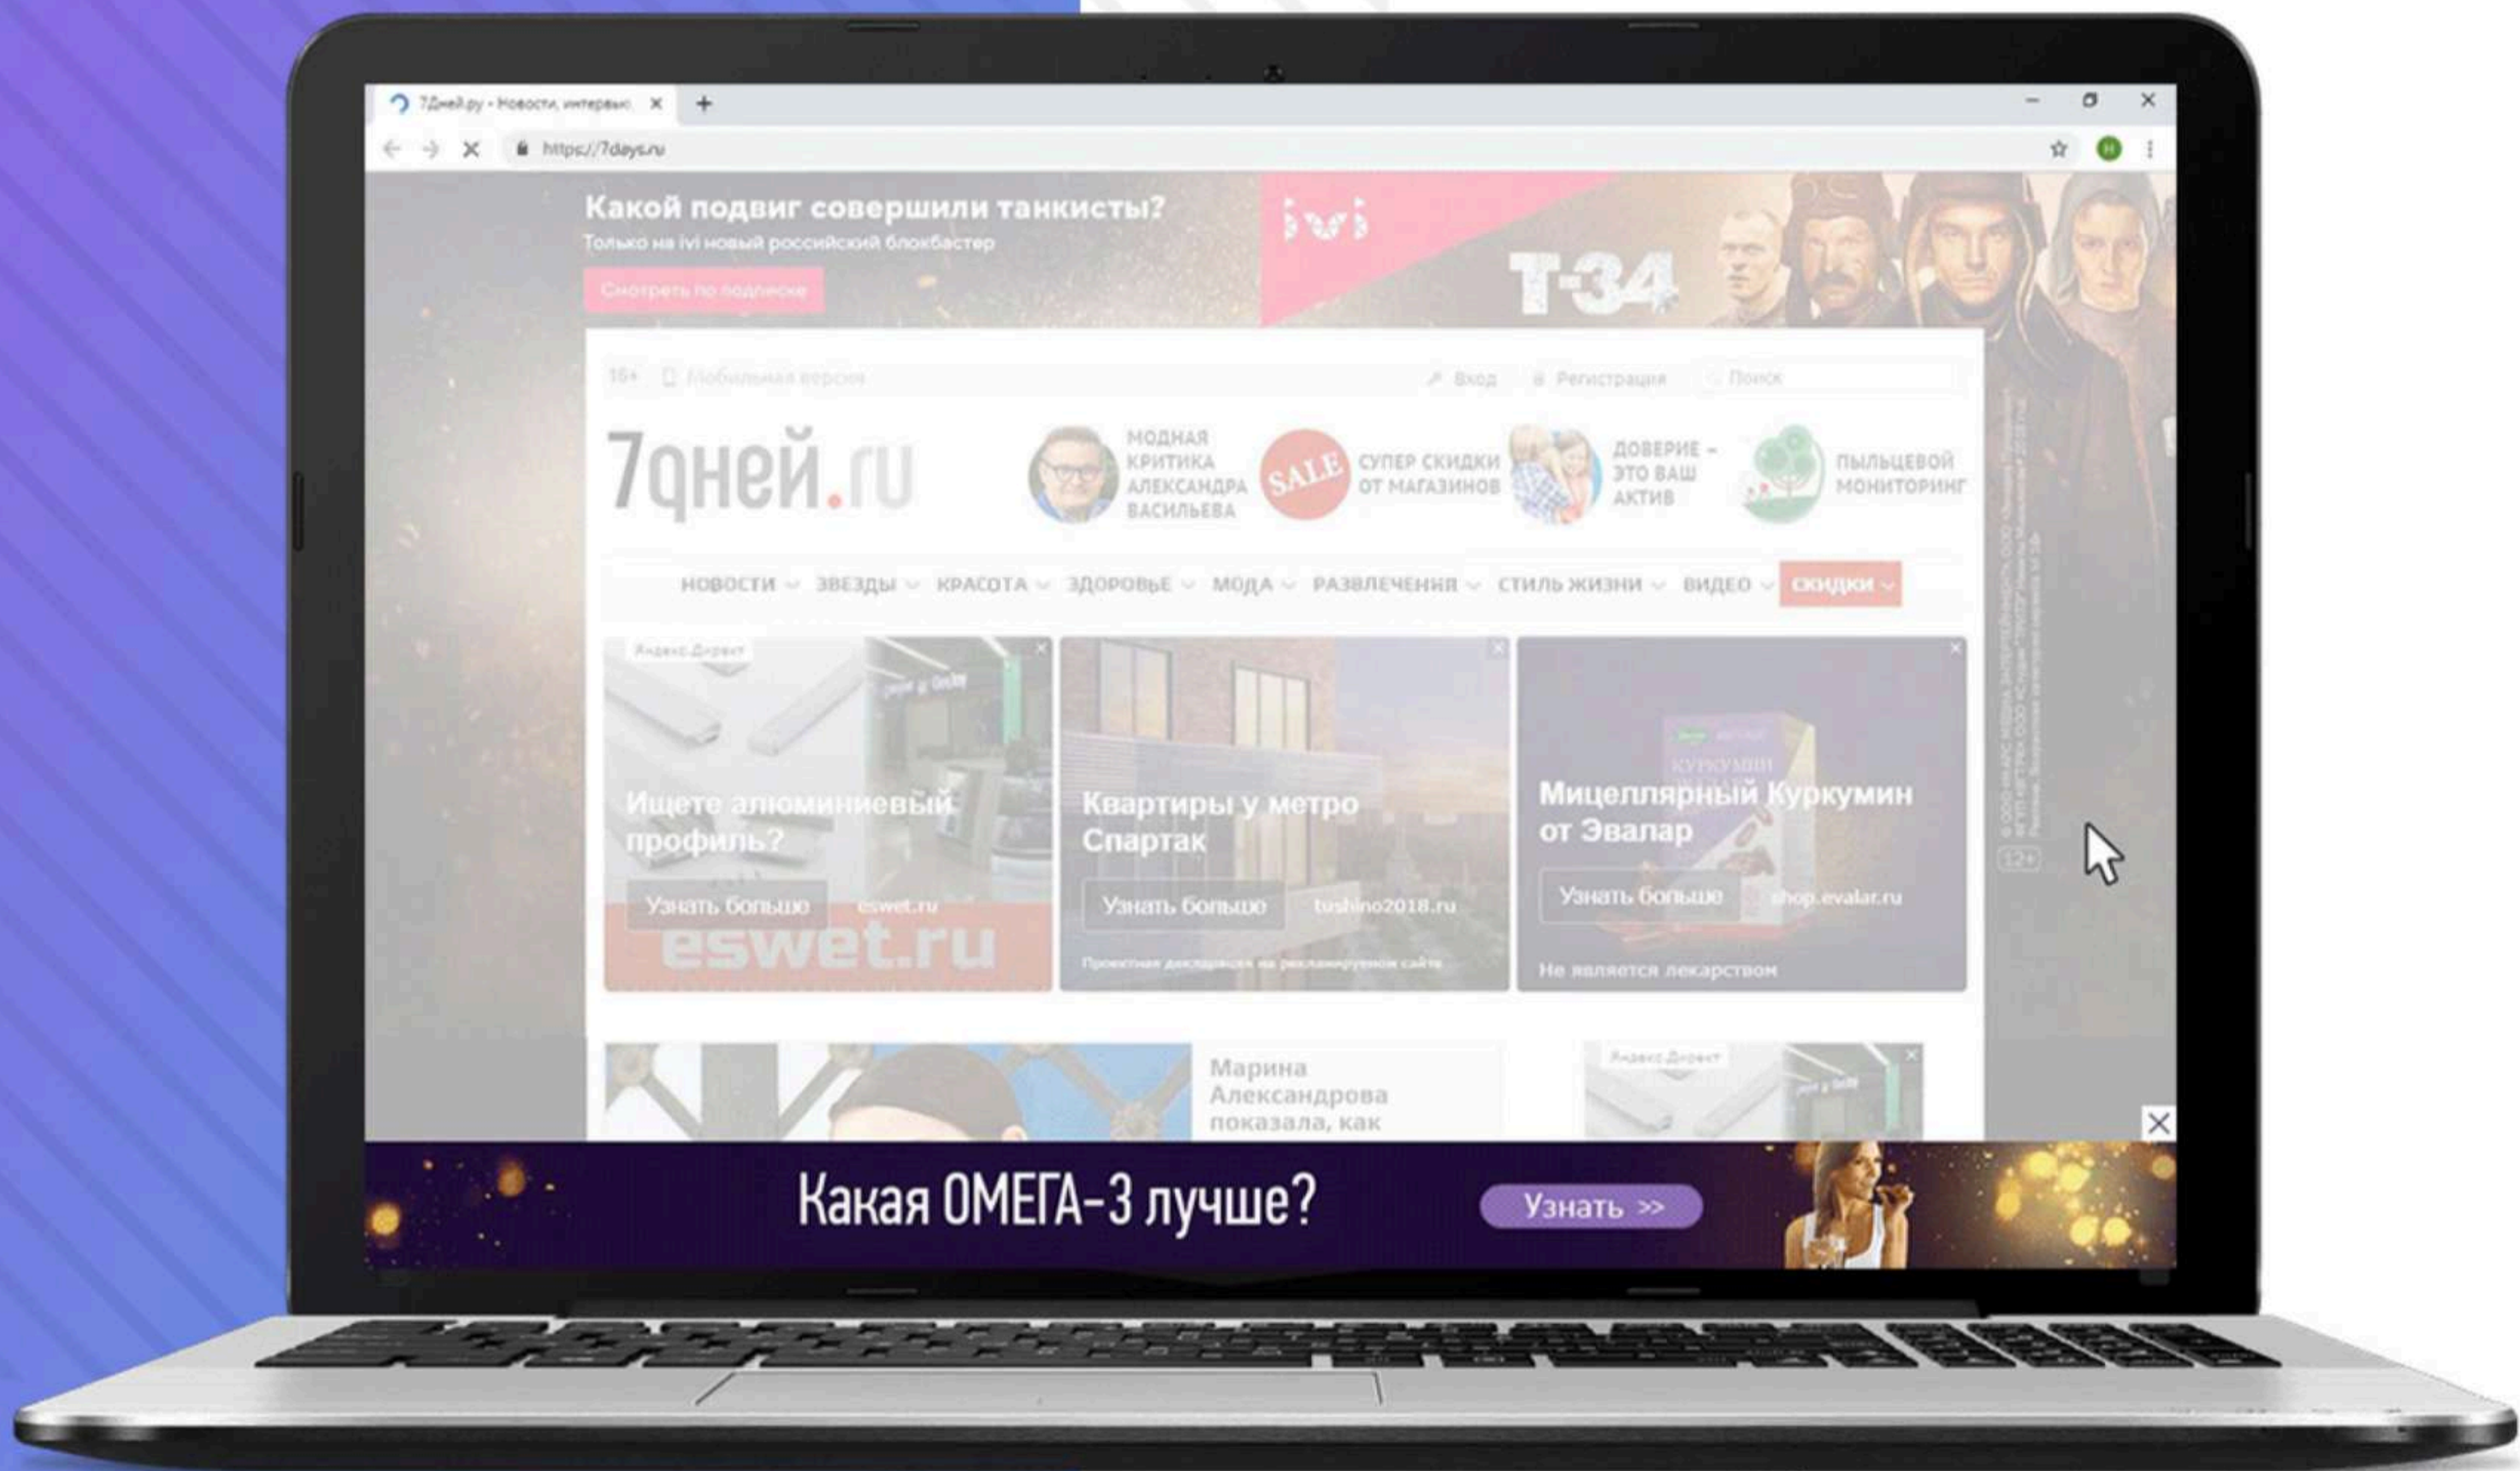 7Дней.ру - Новости, интервью,
https://7days.ru
H
Какой подвиг совершили танкисты?
Только на ivi новый российский блокбастер
Смотреть по подписке
ivi
Т-34
16+ Мобильная версия
Вход Регистрация Поиск
7дней.ru
МОДНАЯ
КРИТИКА
АЛЕКСАНДРА
ВАСИЛЬЕВА
SALE
СУПЕР СКИДКИ
ОТ МАГАЗИНОВ
ДОВЕРИЕ –
ЭТО ВАШ
АКТИВ
ПЫЛЬЦЕВОЙ
МОНИТОРИНГ
НОВОСТИ ЗВЕЗДЫ КРАСОТА ЗДОРОВЬЕ МОДА РАЗВЛЕЧЕНИЯ СТИЛЬ ЖИЗНИ ВИДЕО СКИДКИ
Яндекс.Директ
Ищете алюминиевый
профиль?
Узнать больше eswet.ru
eswet.ru
Квартиры у метро
Спартак
Узнать больше tushino2018.ru
Проектная декларация на рекламируемом сайте
КУРКУМИН
Мицеллярный Куркумин
от Эвалар
Узнать больше shop.evalar.ru
Не является лекарством
12+
Марина
Александрова
показала, как
Яндекс.Директ
Какая ОМЕГА-3 лучше?
Узнать >>